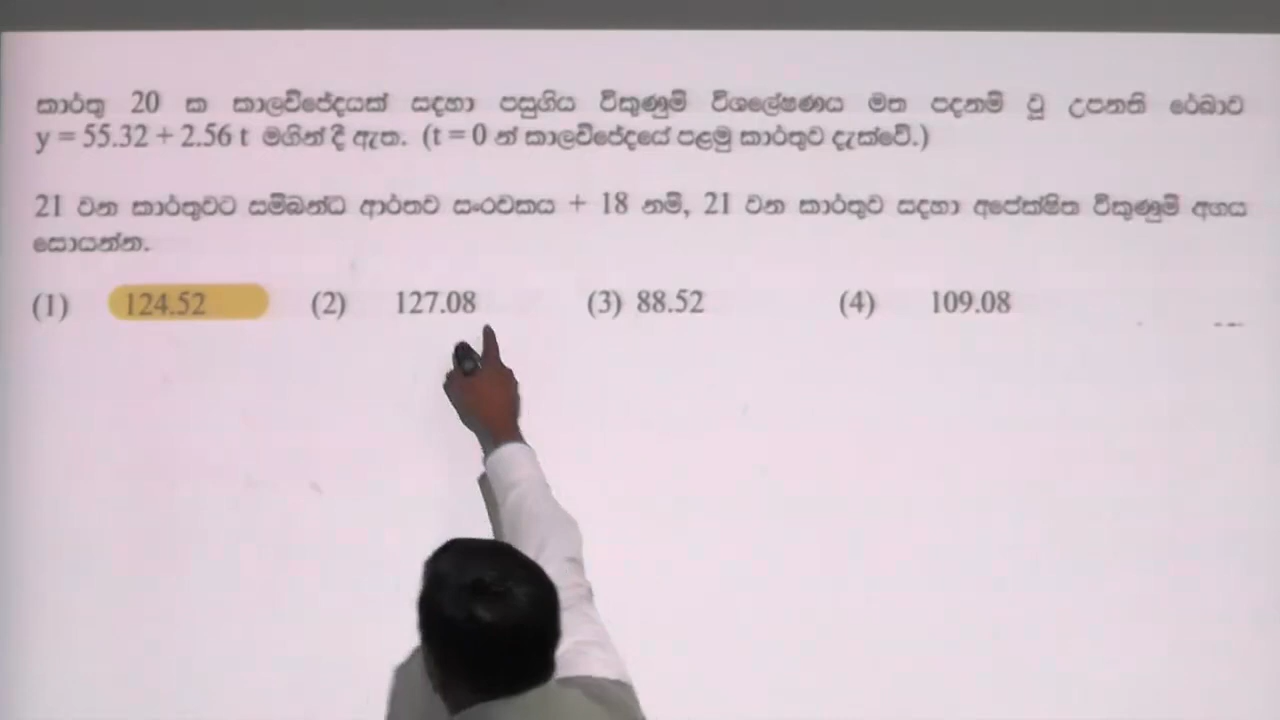 කාර්තු 20 ක කාලච්ඡේදයක් සඳහා පසුගිය විකුණුම් විශ්ලේෂණය මත පදනම් වූ උපනති රේඛාව
y = 55.32 + 2.56 t මගින් දී ඇත. (t = 0 න් කාලච්ඡේදයේ පළමු කාර්තුව දැක්වේ.)
21 වන කාර්තුවට සම්බන්ධ ආර්තව සංරචකය + 18 නම්, 21 වන කාර්තුව සඳහා අපේක්ෂිත විකුණුම් අගය
සොයන්න.
(1) 124.52 (2) 127.08 (3) 88.52 (4) 109.08